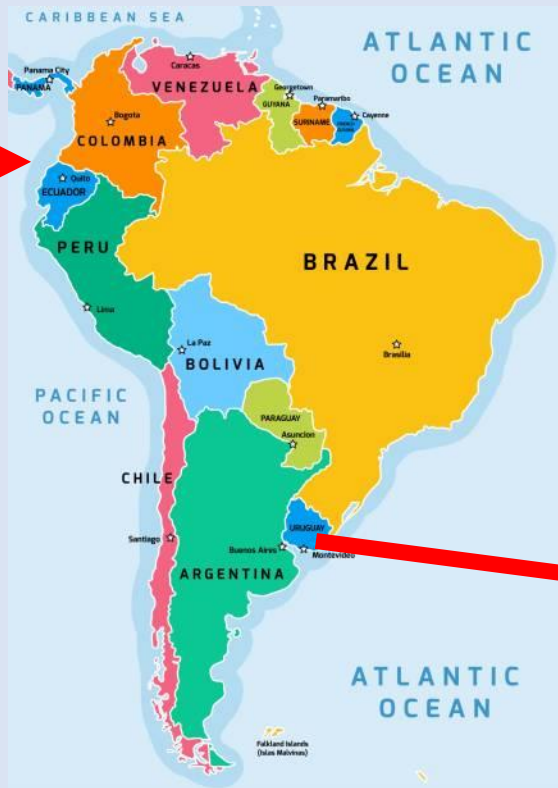 CARIBBEAN SEA
ATLANTIC
OCEAN
Panama City
PANAMA
Caracas
VENEZUELA
Georgetown
GUYANA
Paramaribo
SURINAME
Cayenne
Bogota
COLOMBIA
Quito
ECUADOR
PERU
BRAZIL
Lima
La Paz
BOLIVIA
Brasilia
PACIFIC
OCEAN
PARAGUAY
Asuncion
CHILE
URUGUAY
Santiago
Buenos Aires
Montevideo
ARGENTINA
ATLANTIC
OCEAN
Falkland Islands
(Islas Malvinas)